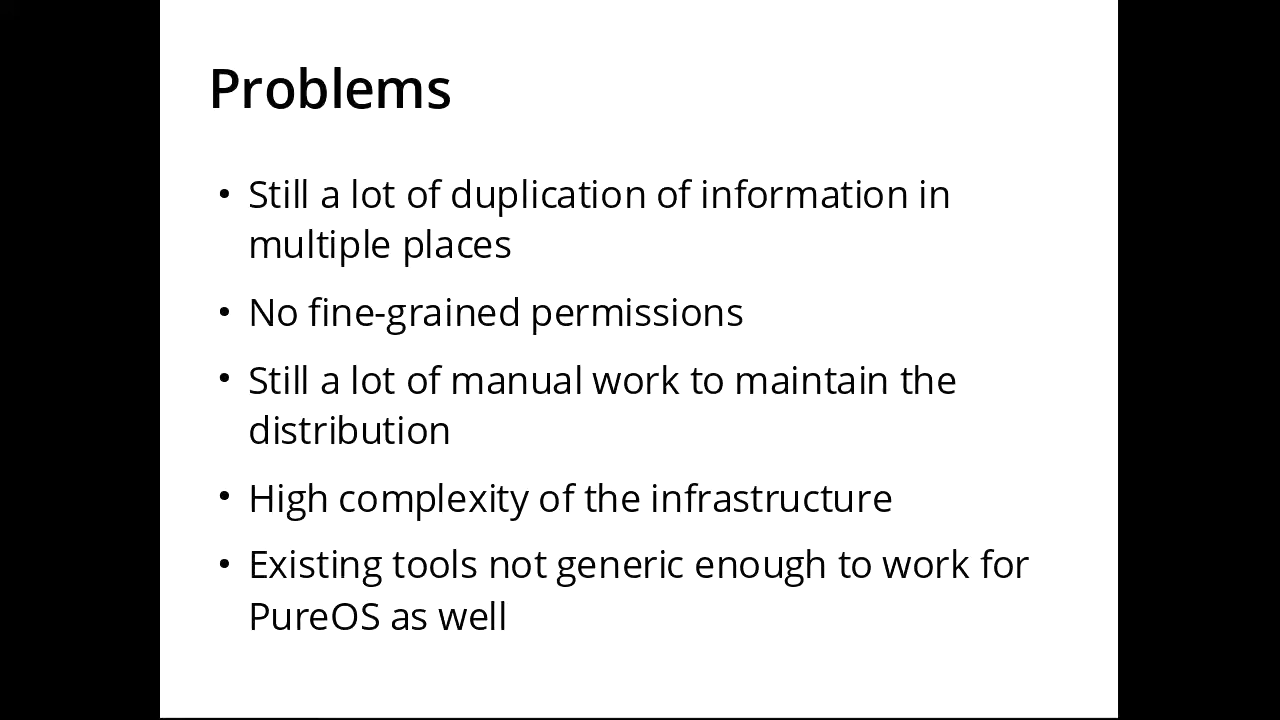 Problems
• Still a lot of duplication of information in
multiple places
• No fine-grained permissions
• Still a lot of manual work to maintain the
distribution
• High complexity of the infrastructure
• Existing tools not generic enough to work for
PureOS as well